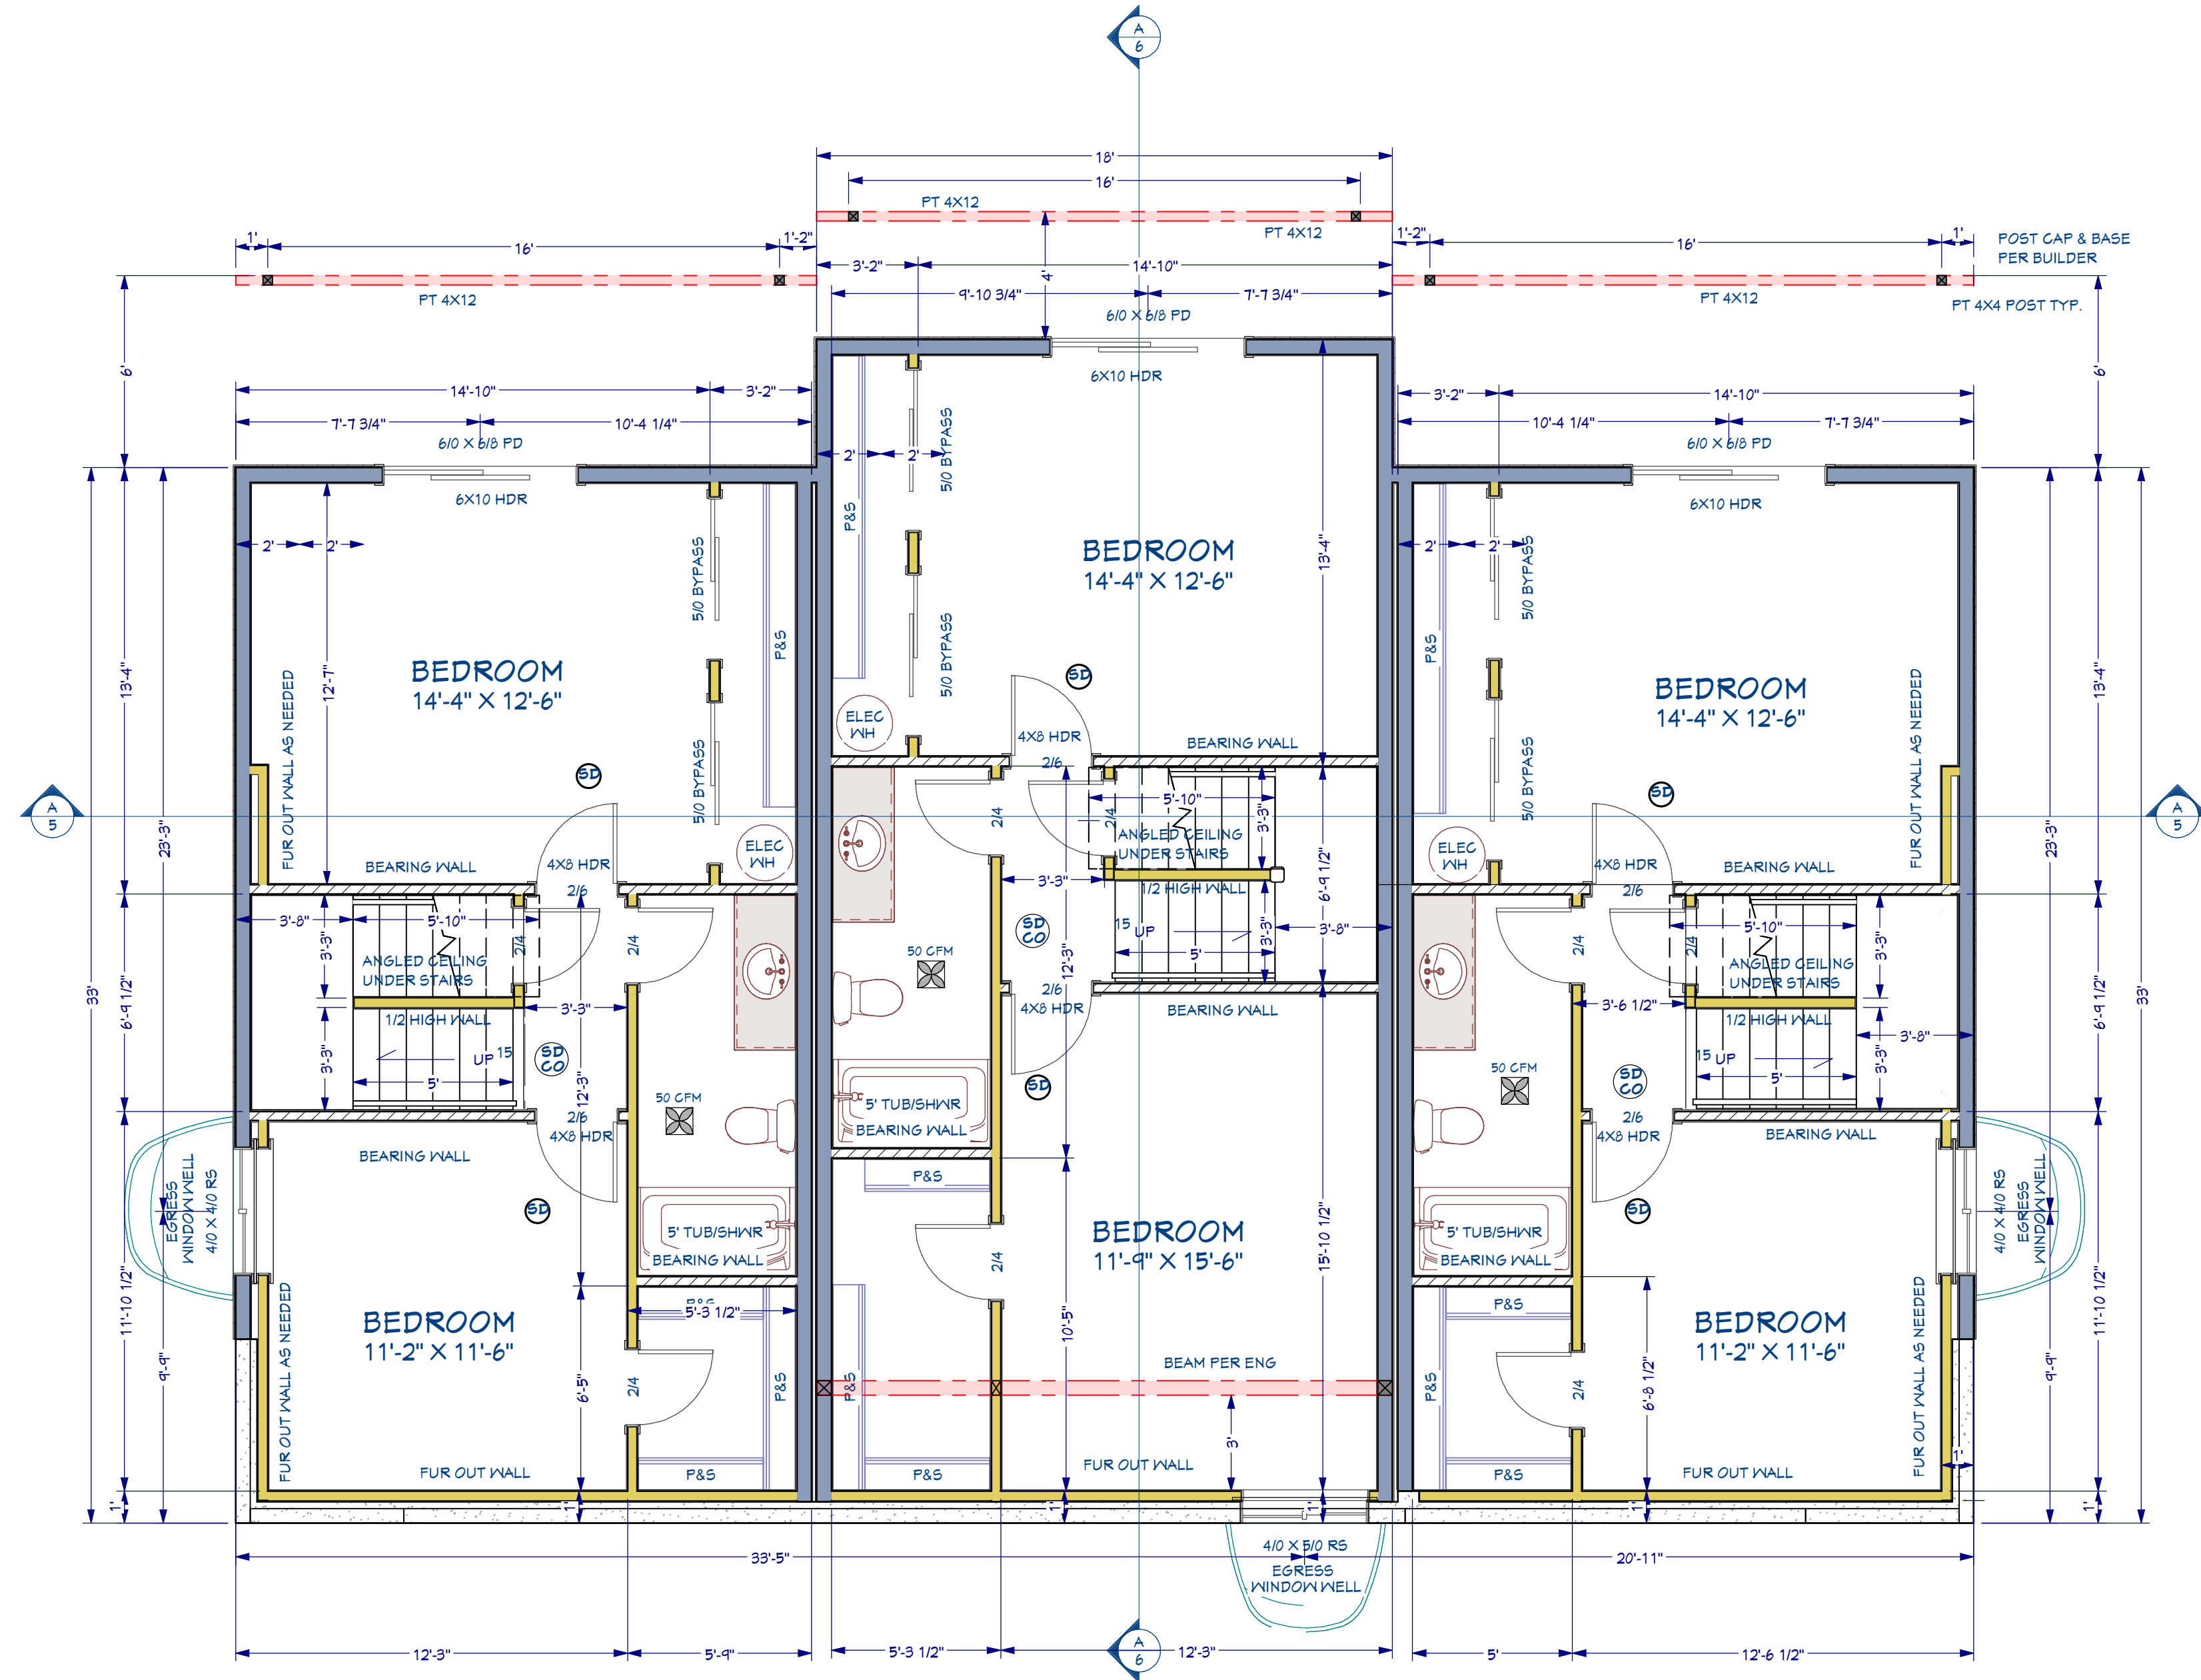 A
6
18'
16'
PT 4X12
PT 4X12
1'
16'
1'-2"
1'-2"
16'
1'
POST CAP & BASE
PER BUILDER
3'-2"
14'-10"
4'
PT 4X12
PT 4X12
PT 4X4 POST TYP.
9'-10 3/4"
7'-7 3/4"
6/0 X 6/8 PD
6'
6'
6X10 HDR
14'-10"
3'-2"
3'-2"
14'-10"
7'-7 3/4"
10'-4 1/4"
10'-4 1/4"
7'-7 3/4"
6/0 X 6/8 PD
6/0 X 6/8 PD
2'
2'
5/0 BYPASS
6X10 HDR
6X10 HDR
P&S
2'
2'
2'
2'
BEDROOM
14'-4" X 12'-6"
13'-4"
5/0 BYPASS
5/0 BYPASS
5/0 BYPASS
P&S
P&S
BEDROOM
14'-4" X 12'-6"
BEDROOM
14'-4" X 12'-6"
12'-7"
13'-4"
13'-4"
FUR OUT WALL AS NEEDED
FUR OUT WALL AS NEEDED
SD
ELEC
WH
4X8 HDR
2/6
BEARING WALL
SD
SD
5/0 BYPASS
5/0 BYPASS
A
5
A
5
23'-3"
23'-3"
2/4
2/4
5'-10"
3'-3"
ANGLED CEILING
UNDER STAIRS
ELEC
WH
ELEC
WH
BEARING WALL
4X8 HDR
2/6
4X8 HDR
2/6
BEARING WALL
3'-3"
1/2 HIGH WALL
6'-9 1/2"
3'-8"
5'-10"
3'-3"
2/4
2/4
SD
CO
15
UP
3'-3"
3'-8"
5'
50 CFM
12'-3"
2/4
2/4
5'-10"
3'-3"
ANGLED CEILING
UNDER STAIRS
ANGLED CEILING
UNDER STAIRS
33'
6'-9 1/2"
6'-9 1/2"
33'
2/6
4X8 HDR
BEARING WALL
3'-3"
1/2 HIGH WALL
3'-6 1/2"
1/2 HIGH WALL
3'-8"
UP
15
SD
CO
3'-3"
5'
12'-3"
50 CFM
SD
5' TUB/SHWR
BEARING WALL
50 CFM
SD
CO
15
UP
5'
3'-3"
2/6
4X8 HDR
BEARING WALL
2/6
4X8 HDR
BEARING WALL
EGRESS
WINDOW WELL
4/0 X 4/0 RS
4/0 X 4/0 RS
EGRESS
WINDOW WELL
P&S
SD
SD
5' TUB/SHWR
BEARING WALL
BEDROOM
11'-9" X 15'-6"
15'-10 1/2"
2/4
5' TUB/SHWR
BEARING WALL
11'-10 1/2"
11'-10 1/2"
BEDROOM
11'-2" X 11'-6"
P&S
5'-3 1/2"
10'-5"
P&S
BEDROOM
11'-2" X 11'-6"
9'-9"
9'-9"
6'-5"
2/4
P&S
P&S
BEAM PER ENG
P&S
2/4
6'-8 1/2"
FUR OUT WALL AS NEEDED
FUR OUT WALL AS NEEDED
3'
1'
FUR OUT WALL
P&S
P&S
FUR OUT WALL
P&S
FUR OUT WALL
1'
1'
1'
1'
1'
1'
33'-5"
4/0 X 5/0 RS
EGRESS
WINDOW WELL
20'-11"
12'-3"
5'-9"
5'-3 1/2"
A
6
12'-3"
5'
12'-6 1/2"